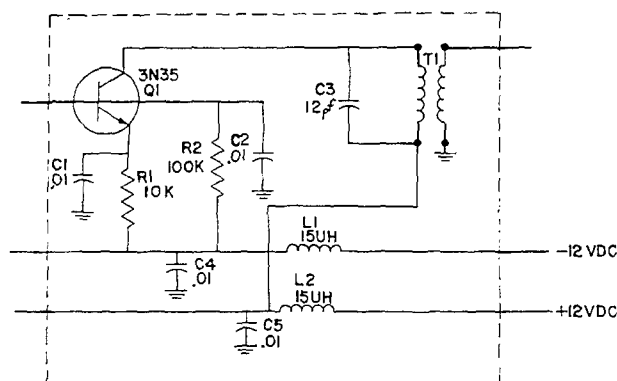 3N35
Q1
T1
C3
12pf
C1
.01
R1
10K
R2
100K
C2
.01
L1
15UH
-12 VDC
C4
.01
L2
15UH
+12VDC
C5
.01